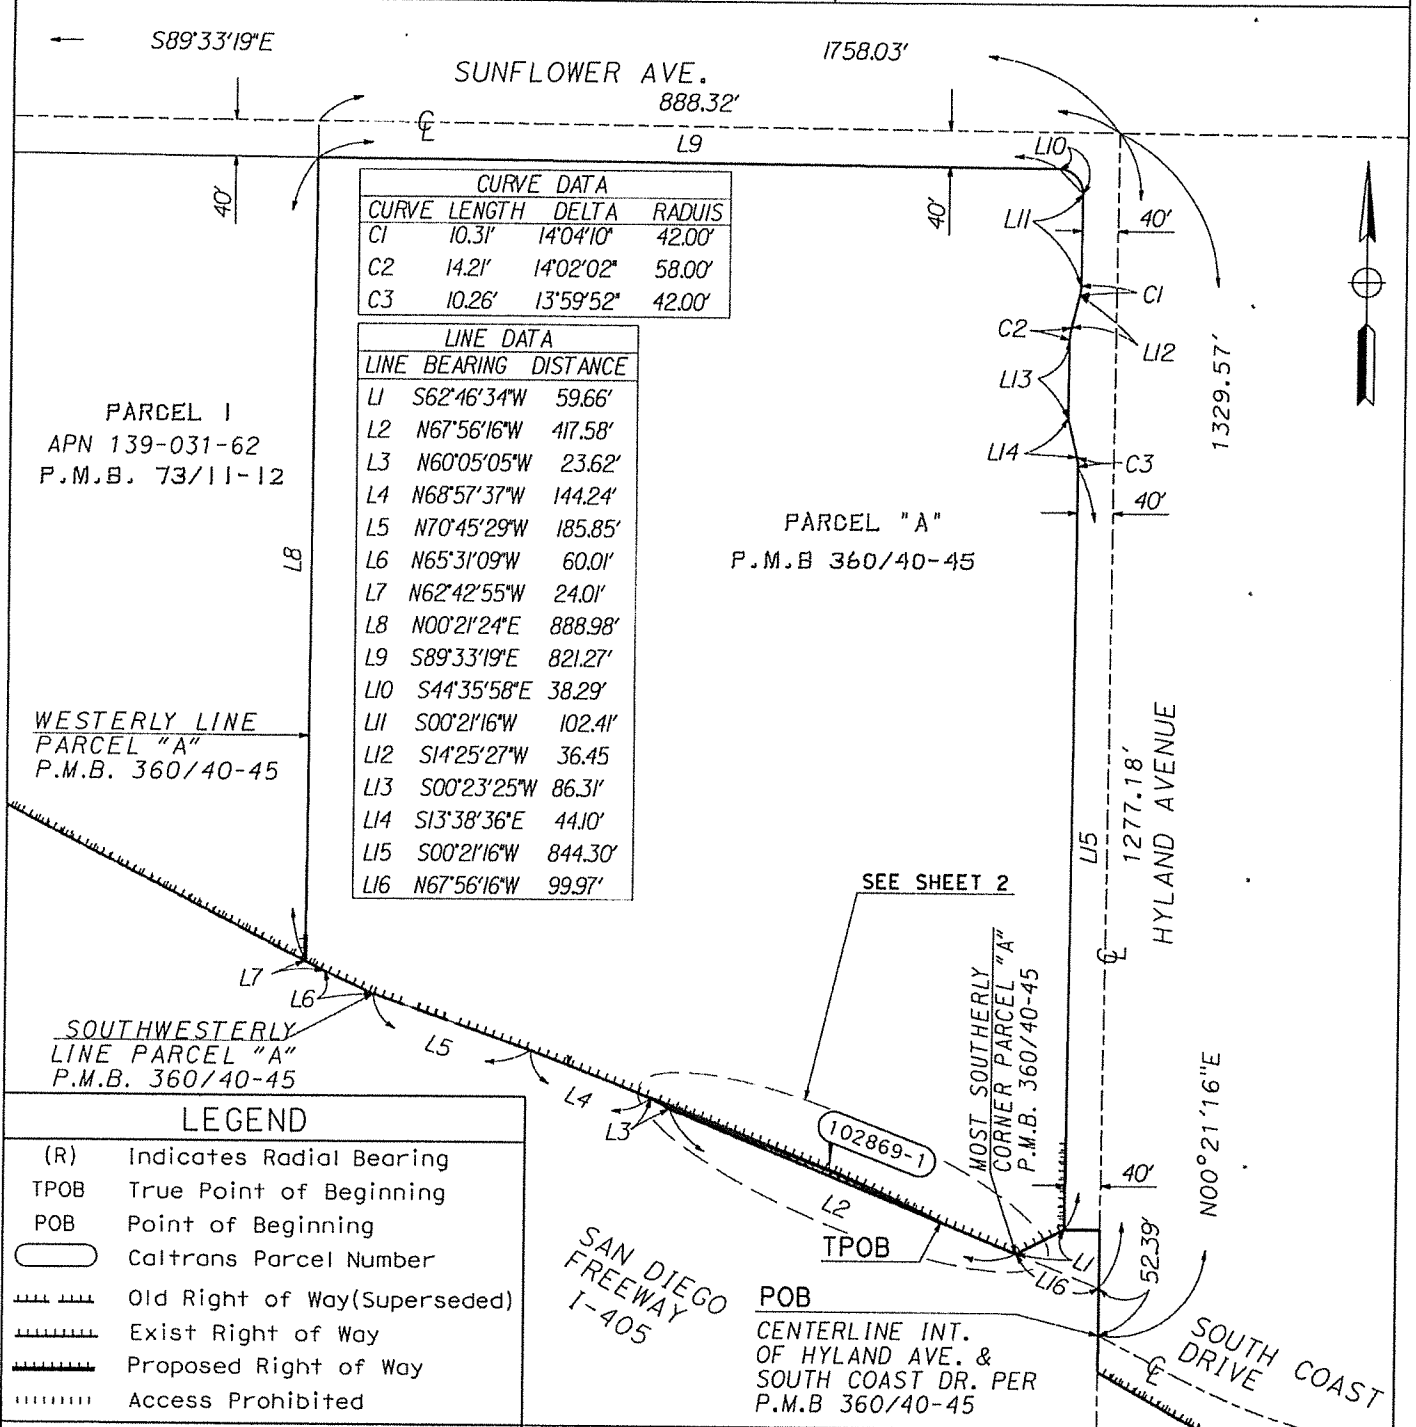 S89°33'19"E
1758.03'
SUNFLOWER AVE.
888.32'
℄
L9
L10
40'
40'
L11
40'
CURVE DATA
CURVE LENGTH DELTA RADUIS
C1 10.31' 14°04'10" 42.00'
C2 14.21' 14°02'02" 58.00'
C3 10.26' 13°59'52" 42.00'
C1
C2
L12
L13
L14
C3
40'
1329.57'
LINE DATA
LINE BEARING DISTANCE
L1 S62°46'34"W 59.66'
L2 N67°56'16"W 417.58'
L3 N60°05'05"W 23.62'
L4 N68°57'37"W 144.24'
L5 N70°45'29"W 185.85'
L6 N65°31'09"W 60.01'
L7 N62°42'55"W 24.01'
L8 N00°21'24"E 888.98'
L9 S89°33'19"E 821.27'
L10 S44°35'58"E 38.29'
L11 S00°21'16"W 102.41'
L12 S14°25'27"W 36.45
L13 S00°23'25"W 86.31'
L14 S13°38'36"E 44.10'
L15 S00°21'16"W 844.30'
L16 N67°56'16"W 99.97'
PARCEL 1
APN 139-031-62
P.M.B. 73/11-12
L8
PARCEL "A"
P.M.B 360/40-45
WESTERLY LINE
PARCEL "A"
P.M.B. 360/40-45
L15
1277.18'
HYLAND AVENUE
℄
SEE SHEET 2
MOST SOUTHERLY
CORNER PARCEL "A"
P.M.B. 360/40-45
L7
L6
SOUTHWESTERLY
LINE PARCEL "A"
P.M.B. 360/40-45
L5
L4
L3
102869-1
L2
TPOB
40'
N00°21'16"E
L1
L16
52.39'
SAN DIEGO
FREEWAY
I-405
POB
CENTERLINE INT.
OF HYLAND AVE. &
SOUTH COAST DR. PER
P.M.B 360/40-45
℄
SOUTH COAST
DRIVE
LEGEND
(R) Indicates Radial Bearing
TPOB True Point of Beginning
POB Point of Beginning
Caltrans Parcel Number
Old Right of Way(Superseded)
Exist Right of Way
Proposed Right of Way
Access Prohibited